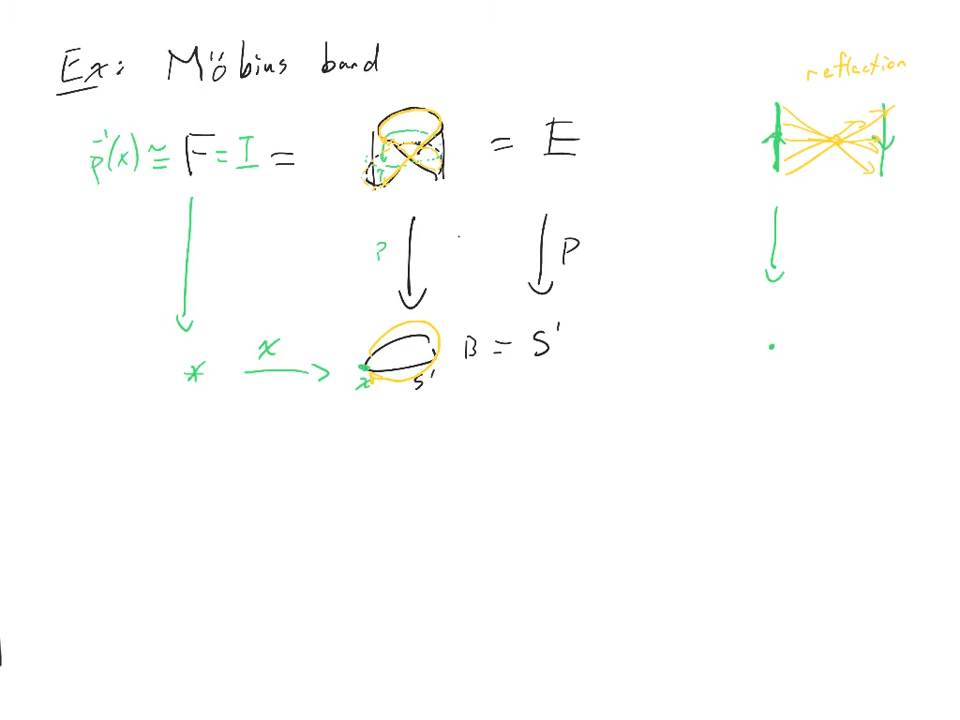 Ex: Möbius band
reflection
p⁻¹(x) ≅ F = I = = E
P P
x B = S¹
* x S¹